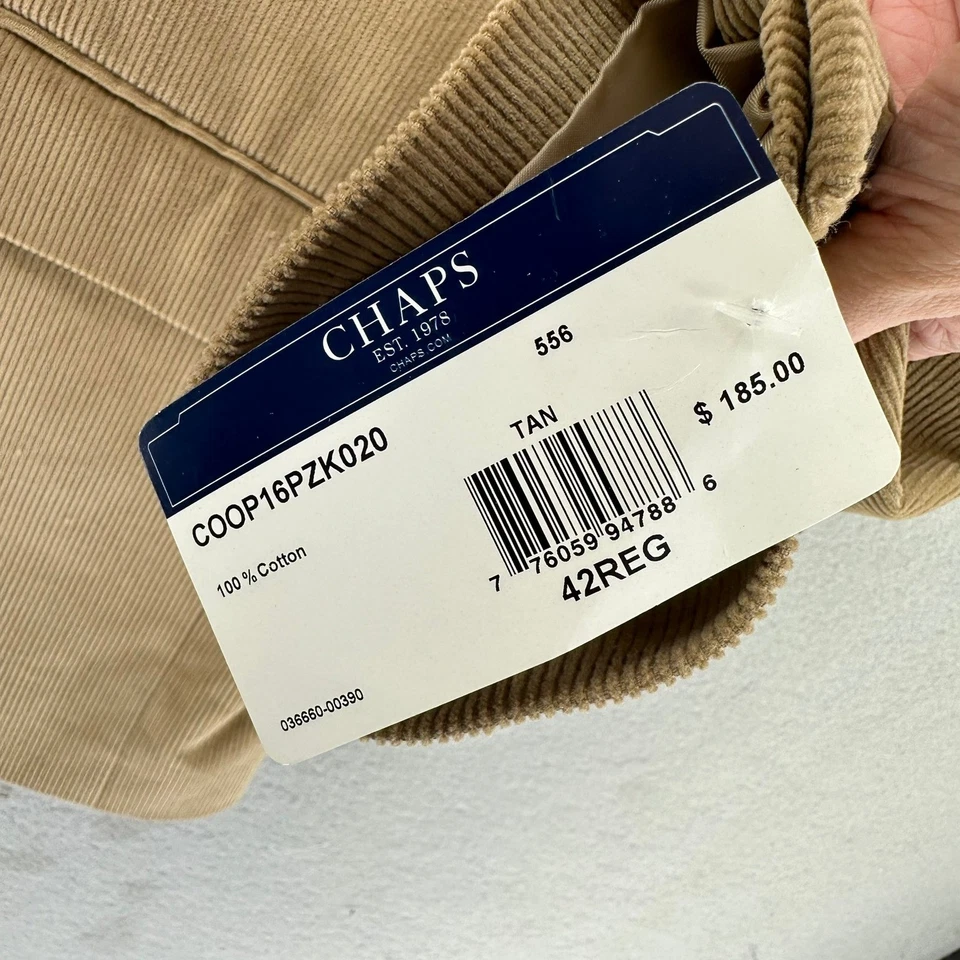 CHAPS
EST. 1978
CHAPS.COM
556
COOP16PZK020
TAN
$ 185.00
100 % Cotton
7 76059 94788 6
42REG
036660-00390